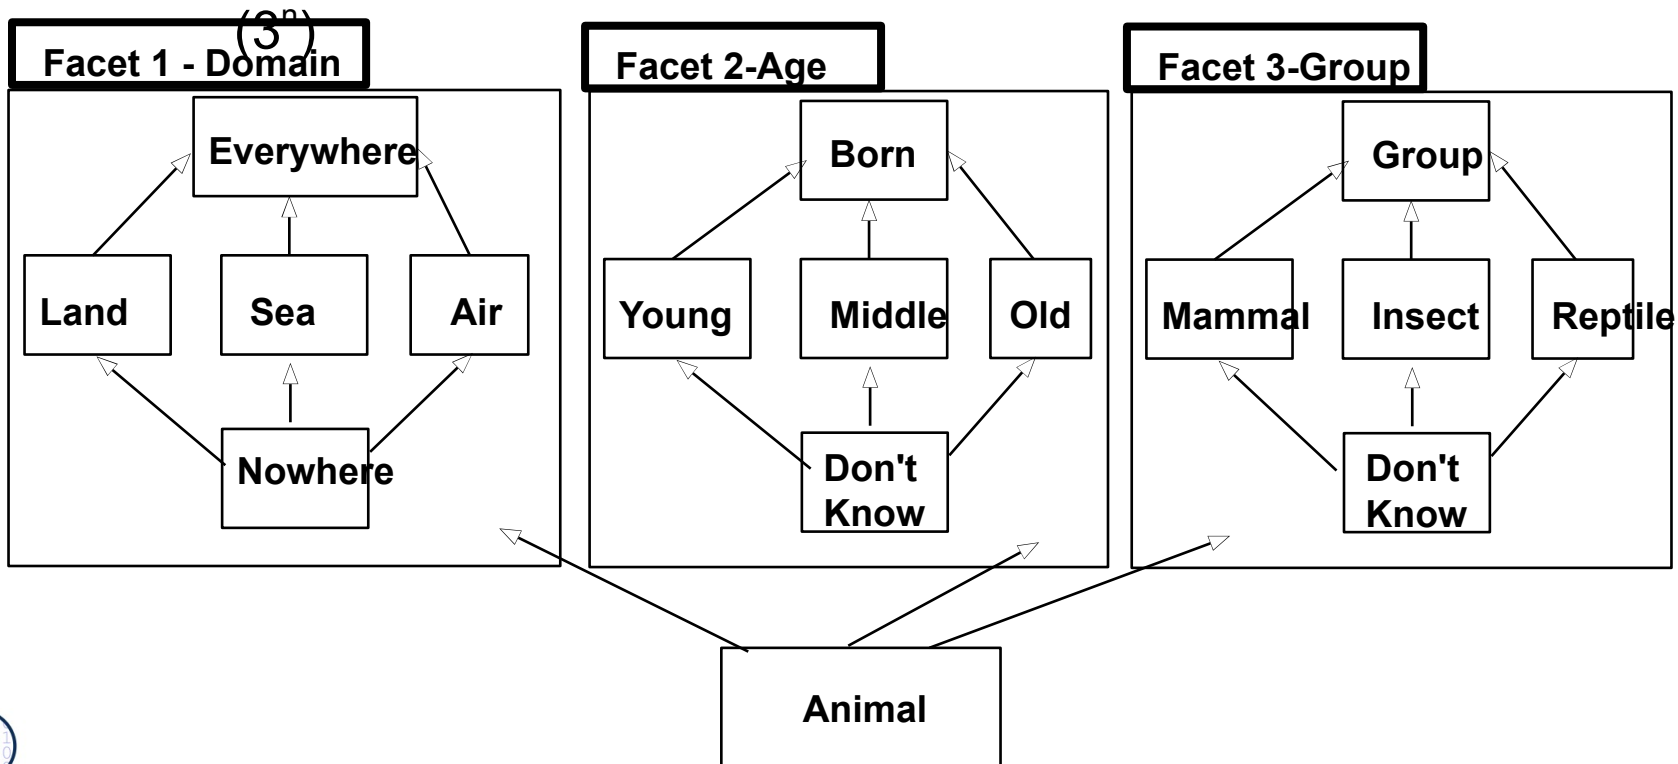 (3ⁿ)
Facet 1 - Domain
Facet 2-Age
Facet 3-Group
Everywhere
Born
Group
Land
Sea
Air
Young
Middle
Old
Mammal
Insect
Reptile
Nowhere
Don't
Know
Don't
Know
Animal